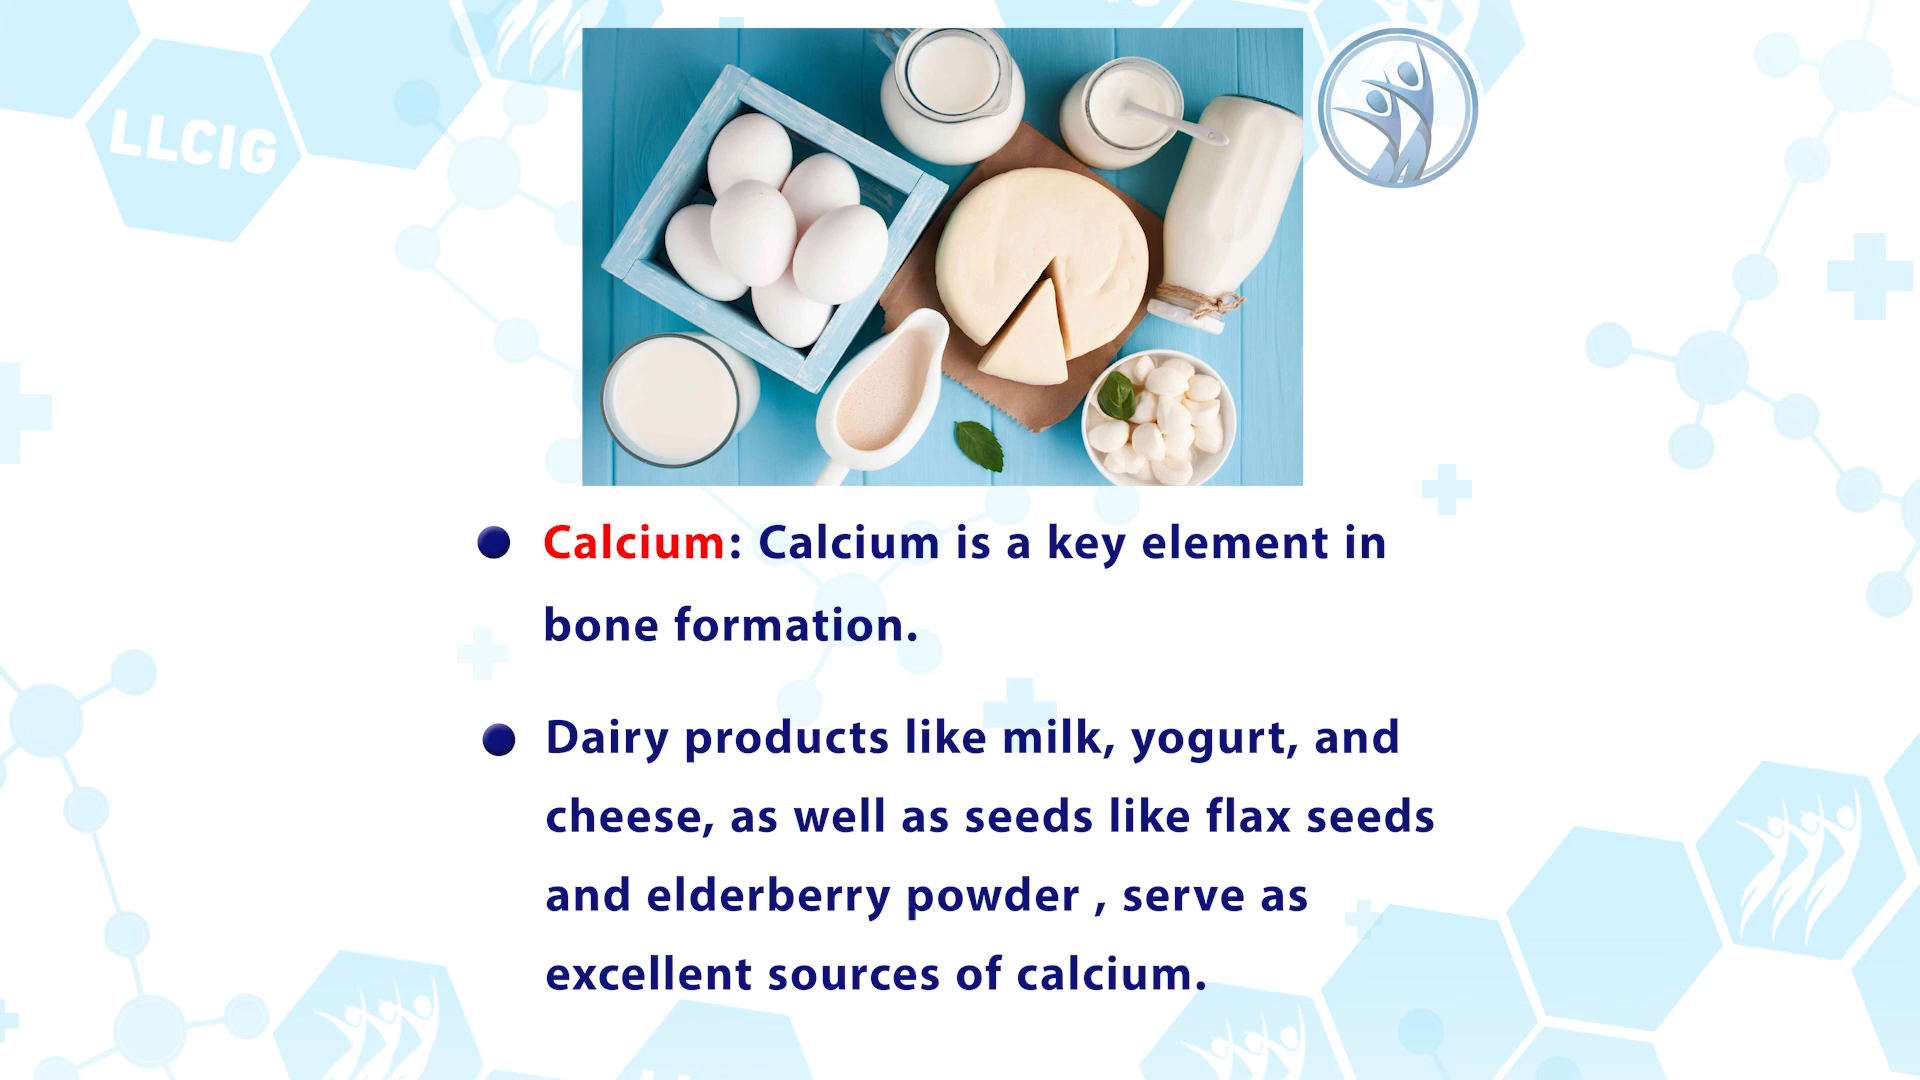 LLCIG
Calcium: Calcium is a key element in
bone formation.
Dairy products like milk, yogurt, and
cheese, as well as seeds like flax seeds
and elderberry powder , serve as
excellent sources of calcium.